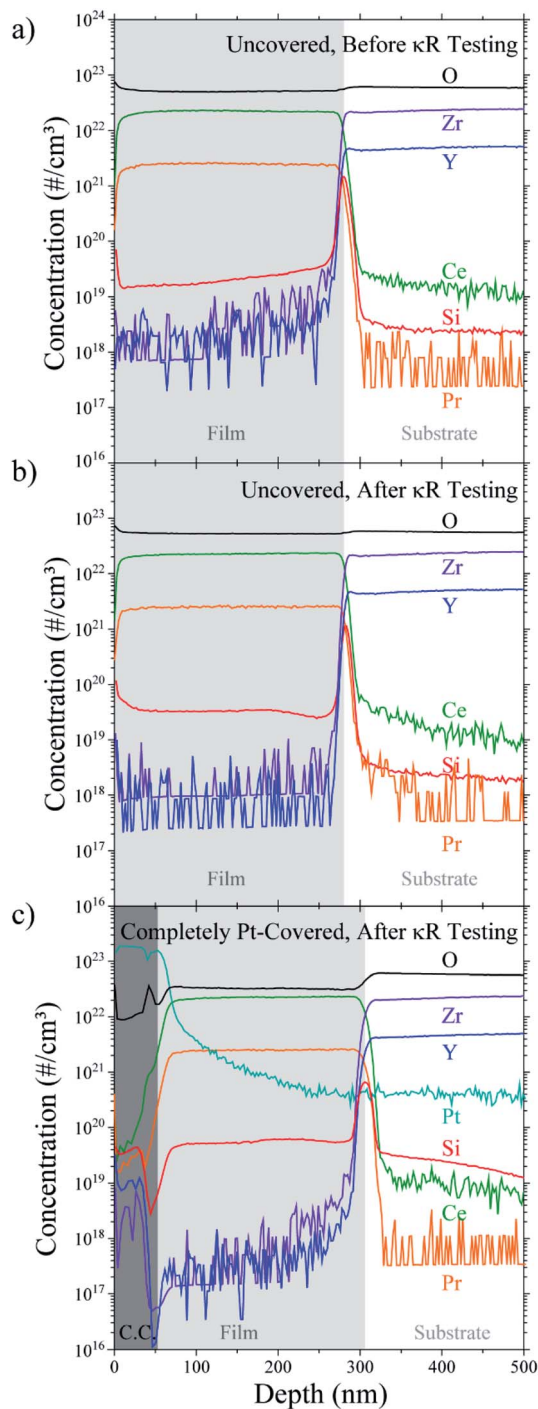 a)
10²⁴
Uncovered, Before κR Testing
10²³
O
10²²
Zr
Y
10²¹
10²⁰
Ce
10¹⁹
Si
10¹⁸
Pr
10¹⁷
Film
Substrate
10¹⁶
Concentration (#/cm³)
b)
Uncovered, After κR Testing
10²³
O
10²²
Zr
Y
10²¹
10²⁰
Ce
10¹⁹
Si
10¹⁸
Pr
10¹⁷
Film
Substrate
10¹⁶
Concentration (#/cm³)
c)
Completely Pt-Covered, After κR Testing
10²³
O
10²²
Zr
Y
10²¹
Pt
10²⁰
Si
10¹⁹
Ce
10¹⁸
Pr
10¹⁷
C.C.
Film
Substrate
10¹⁶
Concentration (#/cm³)
0 100 200 300 400 500
Depth (nm)